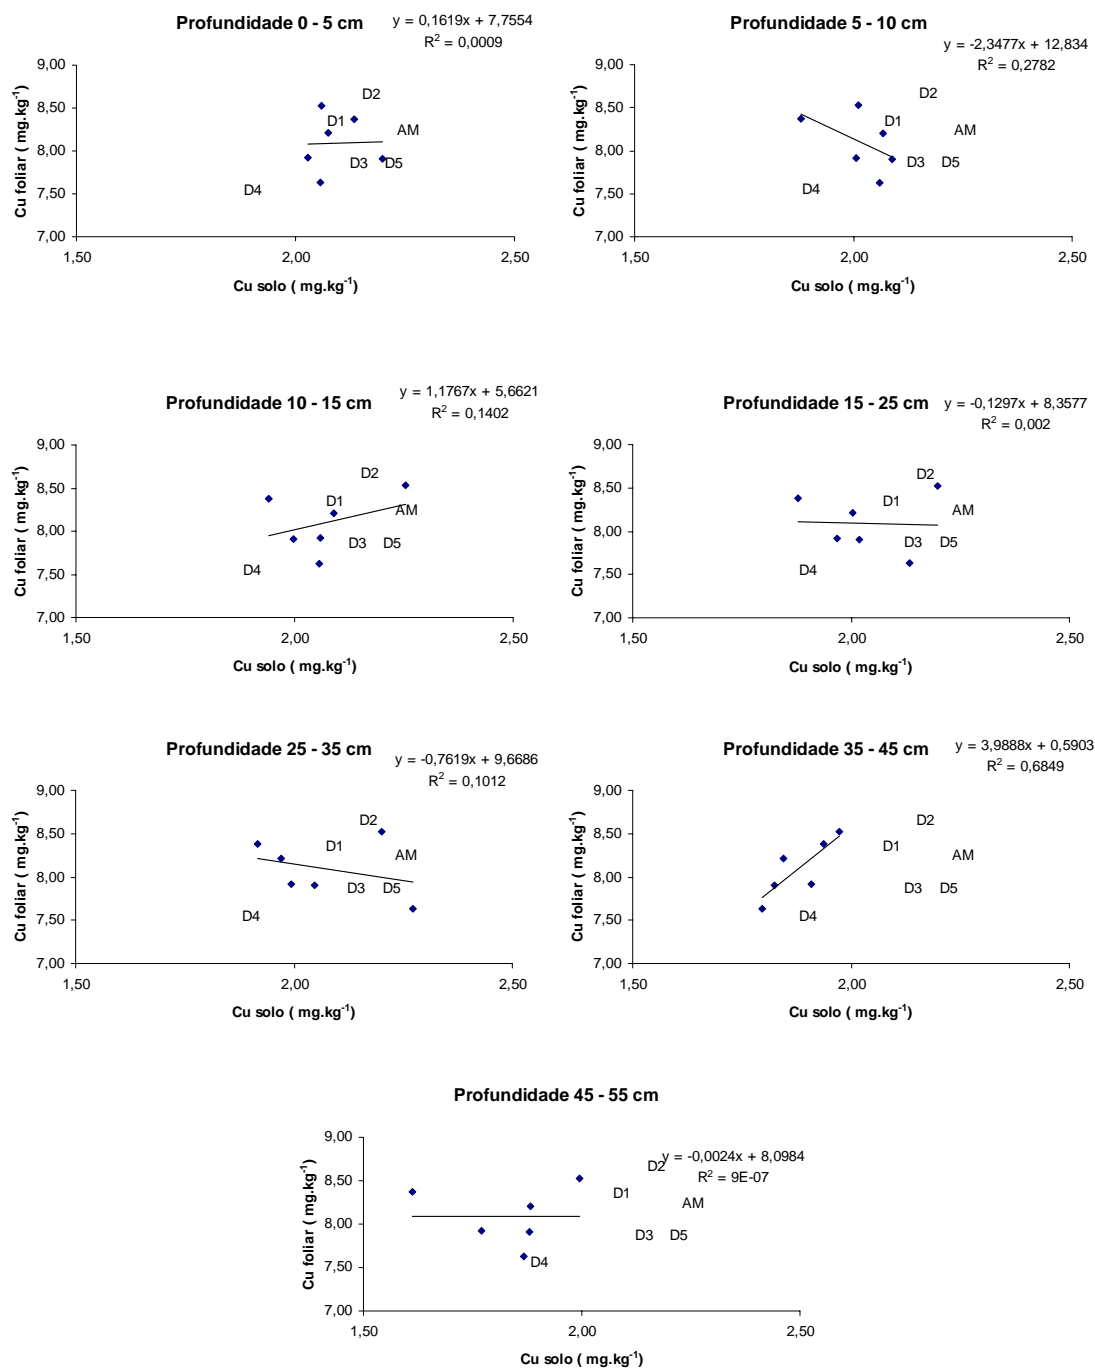 Profundidade 0 - 5 cm
y = 0,1619x + 7,7554
R² = 0,0009
Cu foliar ( mg.kg⁻¹)
9,00
8,50
8,00
7,50
7,00
D2
D1
AM
D3
D5
D4
1,50
2,00
2,50
Cu solo ( mg.kg⁻¹)
Profundidade 5 - 10 cm
y = -2,3477x + 12,834
R² = 0,2782
Cu foliar ( mg.kg⁻¹)
9,00
8,50
8,00
7,50
7,00
D2
D1
AM
D3
D5
D4
1,50
2,00
2,50
Cu solo ( mg.kg⁻¹)
Profundidade 10 - 15 cm
y = 1,1767x + 5,6621
R² = 0,1402
Cu foliar ( mg.kg⁻¹)
9,00
8,50
8,00
7,50
7,00
D2
D1
AM
D3
D5
D4
1,50
2,00
2,50
Cu solo ( mg.kg⁻¹)
Profundidade 15 - 25 cm
y = -0,1297x + 8,3577
R² = 0,002
Cu foliar ( mg.kg⁻¹)
9,00
8,50
8,00
7,50
7,00
D2
D1
AM
D3
D5
D4
1,50
2,00
2,50
Cu solo ( mg.kg⁻¹)
Profundidade 25 - 35 cm
y = -0,7619x + 9,6686
R² = 0,1012
Cu foliar ( mg.kg⁻¹)
9,00
8,50
8,00
7,50
7,00
D2
D1
AM
D3
D5
D4
1,50
2,00
2,50
Cu solo ( mg.kg⁻¹)
Profundidade 35 - 45 cm
y = 3,9888x + 0,5903
R² = 0,6849
Cu foliar ( mg.kg⁻¹)
9,00
8,50
8,00
7,50
7,00
D2
D1
AM
D3
D5
D4
1,50
2,00
2,50
Cu solo ( mg.kg⁻¹)
Profundidade 45 - 55 cm
y = -0,0024x + 8,0984
R² = 9E-07
Cu foliar ( mg.kg⁻¹)
9,00
8,50
8,00
7,50
7,00
D2
D1
AM
D3
D5
D4
1,50
2,00
2,50
Cu solo ( mg.kg⁻¹)